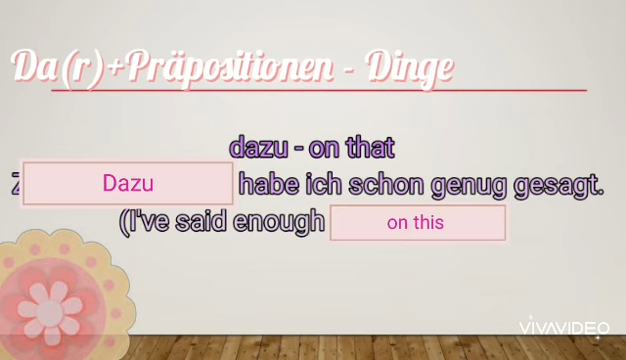 Da(r)+Präpositionen - Dinge
dazu - on that
Z Dazu habe ich schon genug gesagt.
(I've said enough on this
VIVAVIDEO